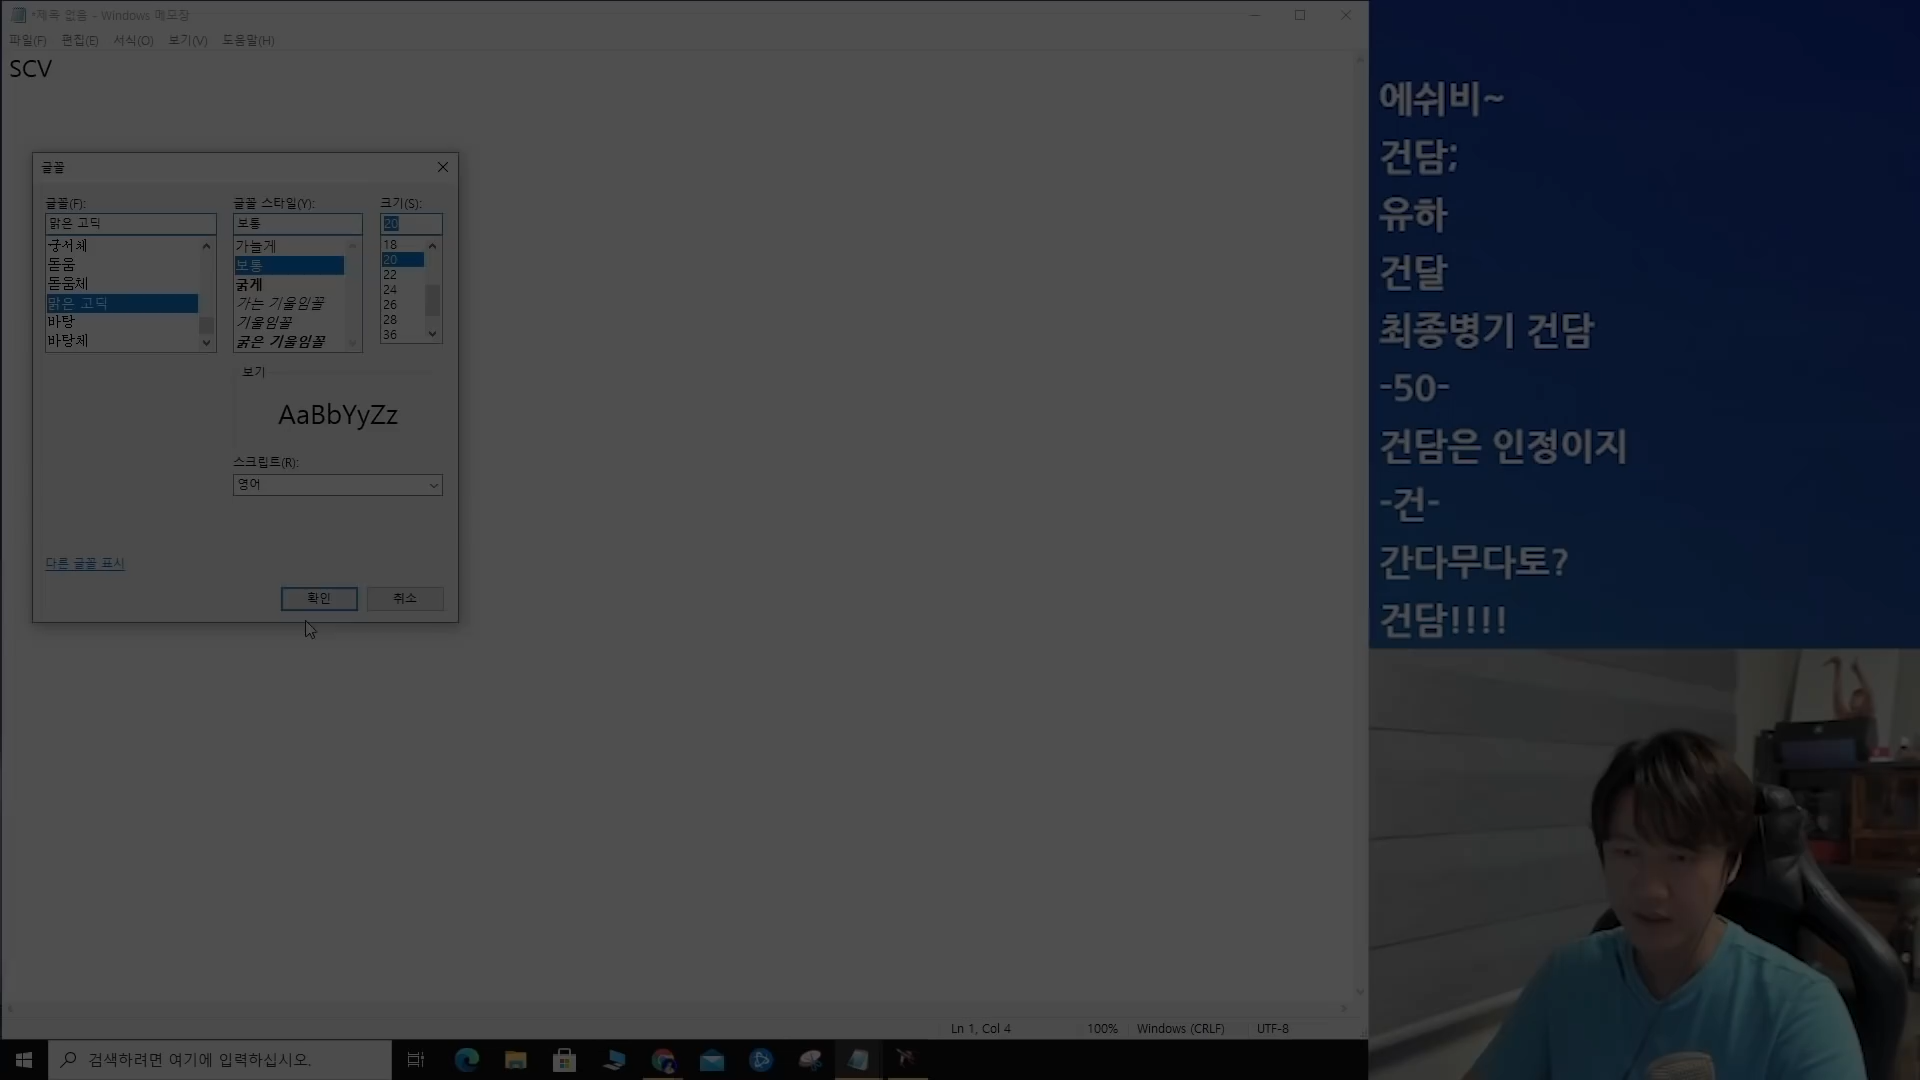 *제목 없음 - Windows 메모장
파일(F) 편집(E) 서식(O) 보기(V) 도움말(H)
SCV
글꼴
글꼴(F):
맑은 고딕
궁서체
돋움
돋움체
맑은 고딕
바탕
바탕체
글꼴 스타일(Y):
보통
가늘게
보통
굵게
가는 기울임꼴
기울임꼴
굵은 기울임꼴
크기(S):
20
18
20
22
24
26
28
36
보기
AaBbYyZz
스크립트(R):
영어
다른 글꼴 표시
확인
취소
Ln 1, Col 4
100%
Windows (CRLF)
UTF-8
검색하려면 여기에 입력하십시오.
에쉬비~
건담;
유하
건달
최종병기 건담
-50-
건담은 인정이지
-건-
간다무다토?
건담!!!!